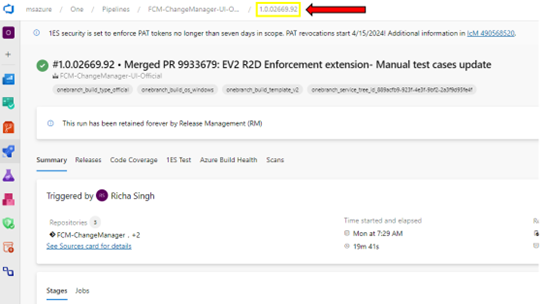 msazure / One / Pipelines / FCM-ChangeManager-UI-O... / 1.0.02669.92
1ES security is set to enforce PAT tokens no longer than seven days in scope. PAT revocations start 4/15/2024! Additional information in IcM 490568520.
#1.0.02669.92 • Merged PR 9933679: EV2 R2D Enforcement extension- Manual test cases update
FCM-ChangeManager-UI-Official
onebranch_build_type_official onebranch_build_os_windows onebranch_build_template_v2
This run has been retained forever by Release Management (RM)
Summary Releases Code Coverage 1ES Test Azure Build Health Scans
Triggered by RS Richa Singh
Repositories 3
Time started and elapsed
FCM-ChangeManager . +2
Mon at 7:29 AM
See Sources card for details
19m 41s
Stages Jobs